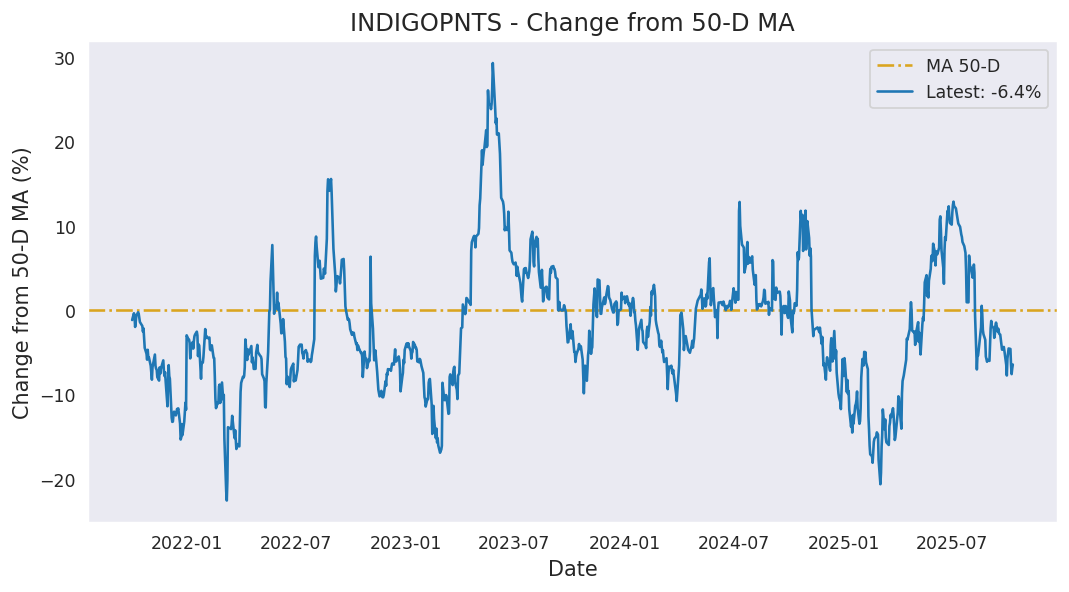 INDIGOPNTS - Change from 50-D MA
MA 50-D
Latest: -6.4%
Change from 50-D MA (%)
30
20
10
0
−10
−20
2022-01 2022-07 2023-01 2023-07 2024-01 2024-07 2025-01 2025-07
Date